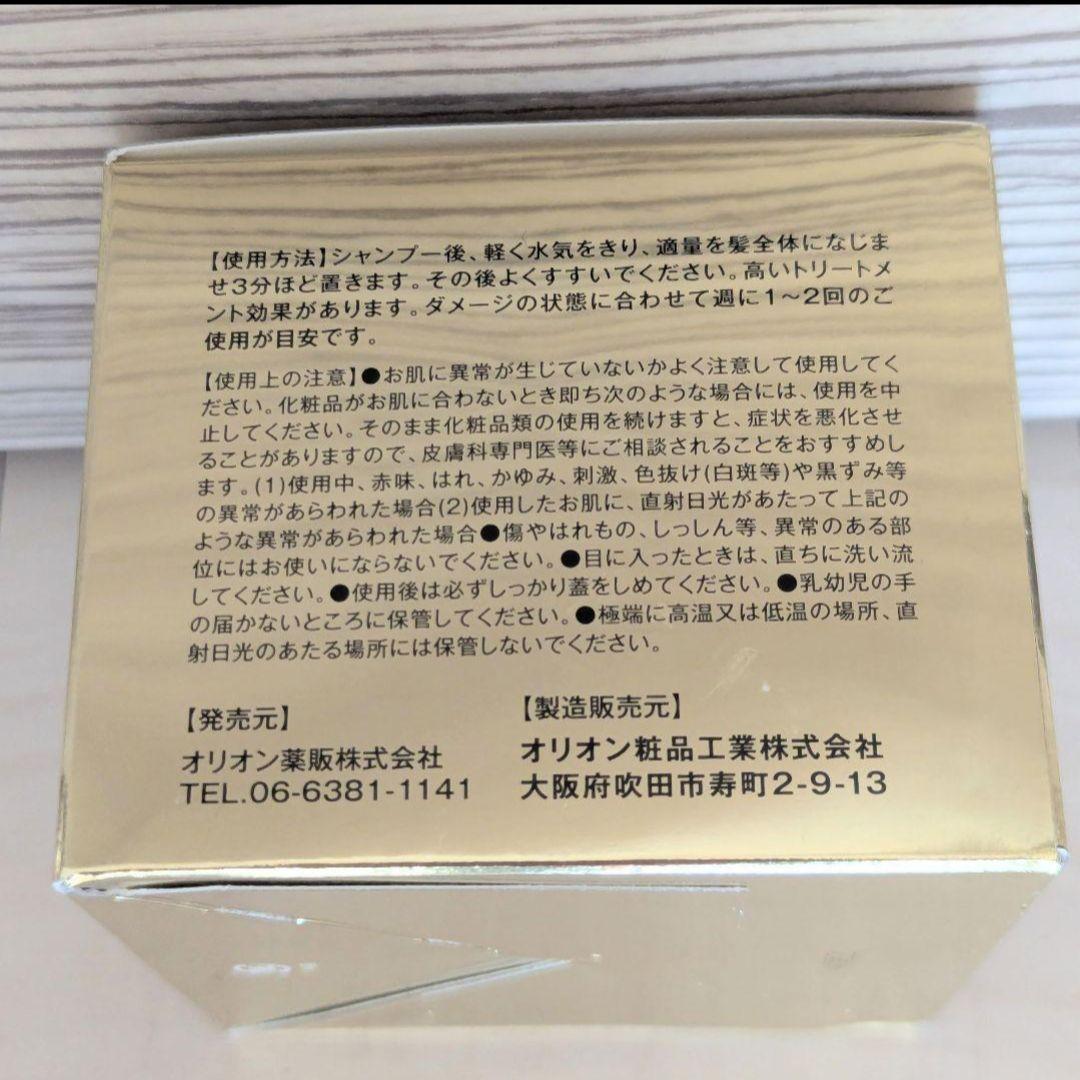 【使用方法】シャンプー後、軽く水気をきり、適量を髪全体になじま
せ3分ほど置きます。その後よくすすいでください。高いトリートメ
ント効果があります。ダメージの状態に合わせて週に1〜2回のご
使用が目安です。
【使用上の注意】●お肌に異常が生じていないかよく注意して使用してく
ださい。化粧品がお肌に合わないとき即ち次のような場合には、使用を中
止してください。そのまま化粧品類の使用を続けますと、症状を悪化させ
ることがありますので、皮膚科専門医等にご相談されることをおすすめし
ます。(1)使用中、赤味、はれ、かゆみ、刺激、色抜け(白斑等)や黒ずみ等
の異常があらわれた場合(2)使用したお肌に、直射日光があたって上記の
ような異常があらわれた場合●傷やはれもの、しっしん等、異常のある部
位にはお使いにならないでください。●目に入ったときは、直ちに洗い流
してください。●使用後は必ずしっかり蓋をしめてください。●乳幼児の手
の届かないところに保管してください。●極端に高温又は低温の場所、直
射日光のあたる場所には保管しないでください。
【発売元】
オリオン薬販株式会社
TEL.06-6381-1141
【製造販売元】
オリオン粧品工業株式会社
大阪府吹田市寿町2-9-13